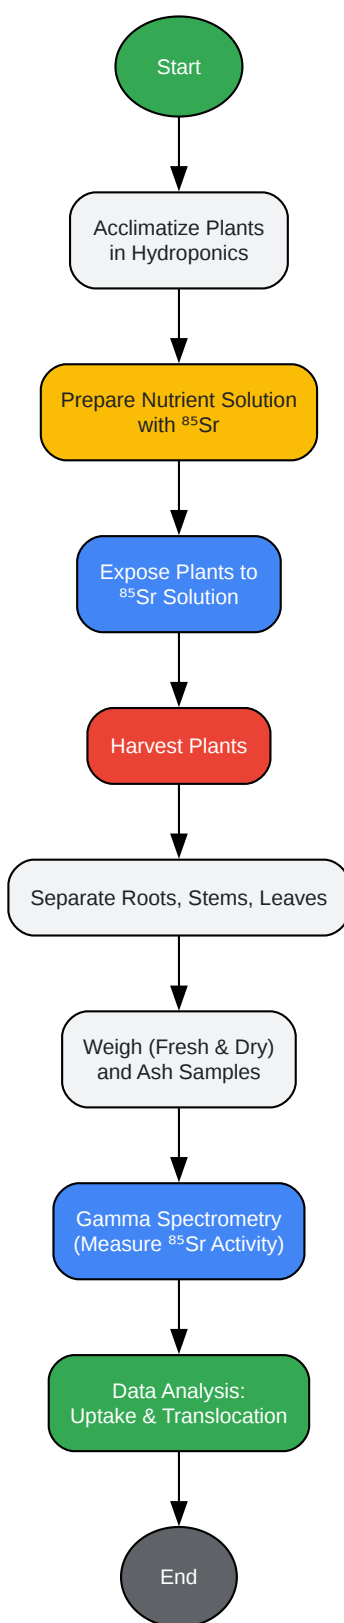 Start
Acclimatize Plants
in Hydroponics
Prepare Nutrient Solution
with ⁸⁵Sr
Expose Plants to
⁸⁵Sr Solution
Harvest Plants
Separate Roots, Stems, Leaves
Weigh (Fresh & Dry)
and Ash Samples
Gamma Spectrometry
(Measure ⁸⁵Sr Activity)
Data Analysis:
Uptake & Translocation
End